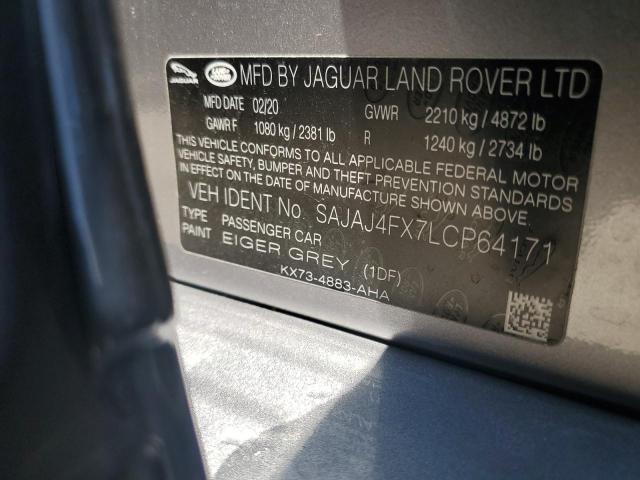 JAGUAR LAND ROVER MFD BY JAGUAR LAND ROVER LTD
MFD DATE 02/20 GVWR 2210 kg / 4872 lb
GAWR F 1080 kg / 2381 lb R 1240 kg / 2734 lb
THIS VEHICLE CONFORMS TO ALL APPLICABLE FEDERAL MOTOR
VEHICLE SAFETY, BUMPER AND THEFT PREVENTION STANDARDS
IN EFFECT ON THE DATE OF MANUFACTURE SHOWN ABOVE.
VEH IDENT No. SAJAJ4FX7LCP64171
TYPE PASSENGER CAR
PAINT EIGER GREY (1DF)
KX73-4883-AHA